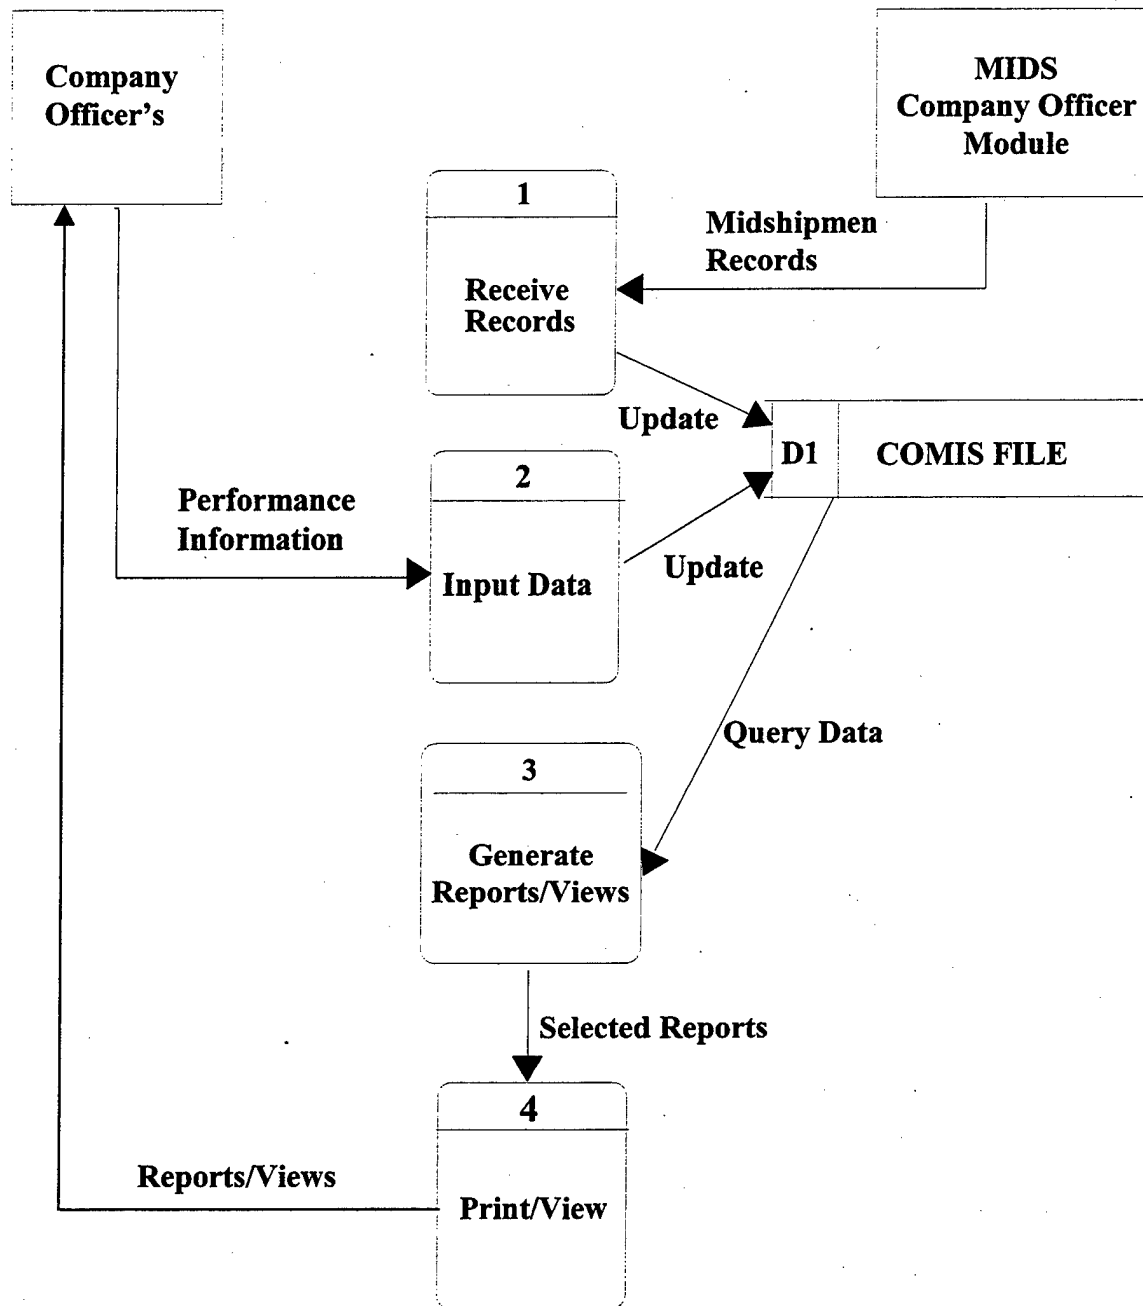 Company
Officer's
MIDS
Company Officer
Module
1
Receive
Records
Midshipmen
Records
Update
D1
COMIS FILE
Performance
Information
2
Input Data
Update
Query Data
3
Generate
Reports/Views
Selected Reports
4
Print/View
Reports/Views